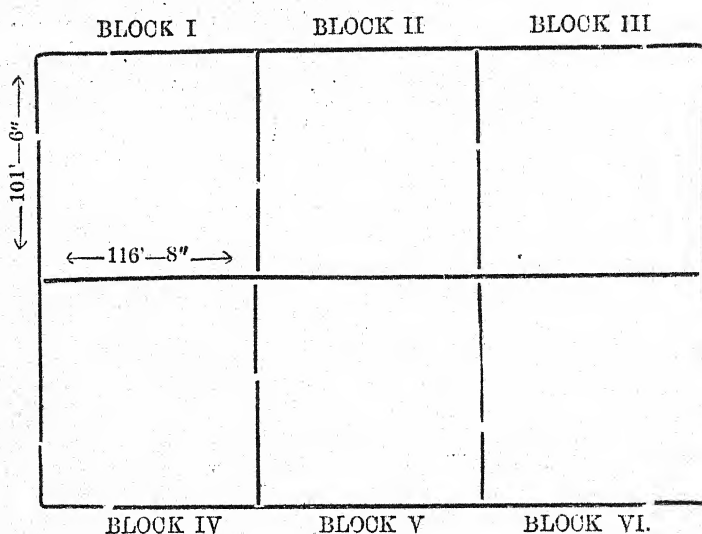 BLOCK I BLOCK II BLOCK III
101'—6"
116'—8"
BLOCK IV BLOCK V BLOCK VI.